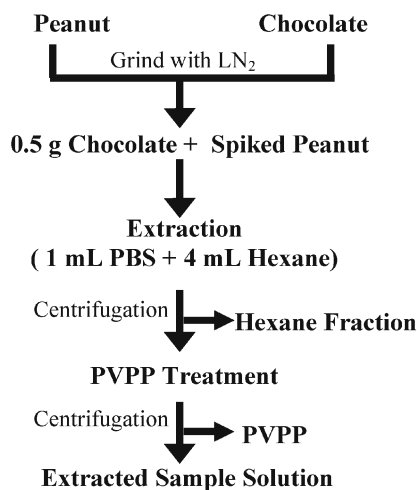 Peanut Chocolate
Grind with LN₂
0.5 g Chocolate + Spiked Peanut
Extraction
( 1 mL PBS + 4 mL Hexane)
Centrifugation
Hexane Fraction
PVPP Treatment
Centrifugation
PVPP
Extracted Sample Solution